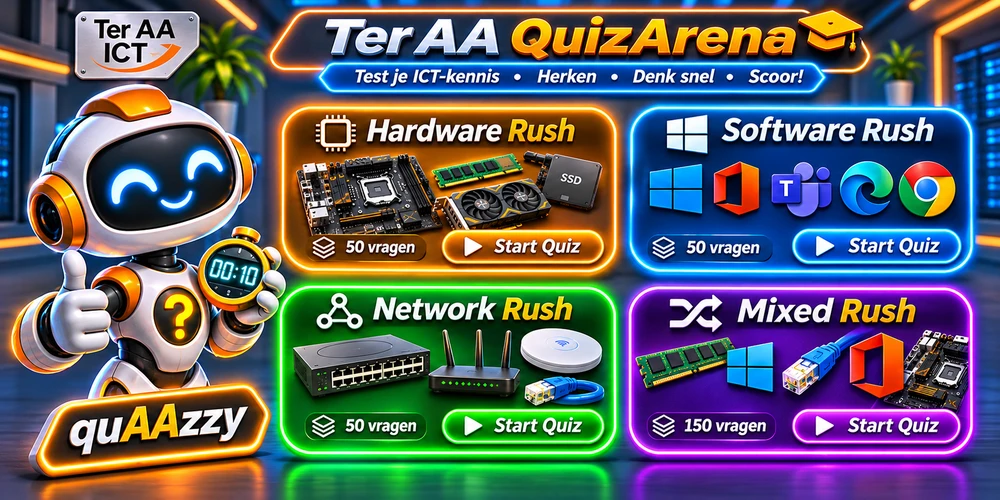 Ter AA
ICT
Ter AA QuizArena
Test je ICT-kennis • Herken • Denk snel • Scoor!
Hardware Rush
SSD
50 vragen
Start Quiz
Software Rush
T
50 vragen
Start Quiz
00:10
?
quAAzzy
Network Rush
50 vragen
Start Quiz
Mixed Rush
150 vragen
Start Quiz